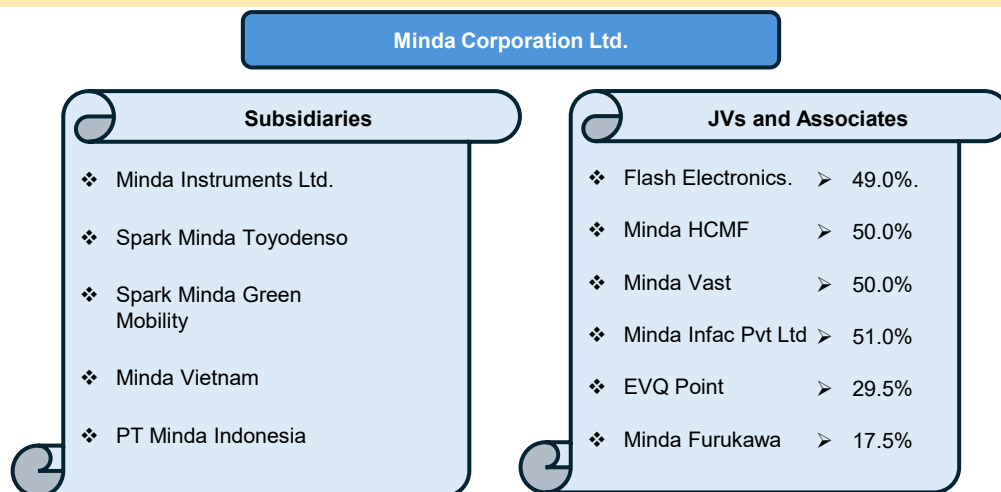 Minda Corporation Ltd.
Subsidiaries
❖ Minda Instruments Ltd.
❖ Spark Minda Toyodenso
❖ Spark Minda Green
Mobility
❖ Minda Vietnam
❖ PT Minda Indonesia
JVs and Associates
❖ Flash Electronics. ➢ 49.0%.
❖ Minda HCMF ➢ 50.0%
❖ Minda Vast ➢ 50.0%
❖ Minda Infac Pvt Ltd ➢ 51.0%
❖ EVQ Point ➢ 29.5%
❖ Minda Furukawa ➢ 17.5%